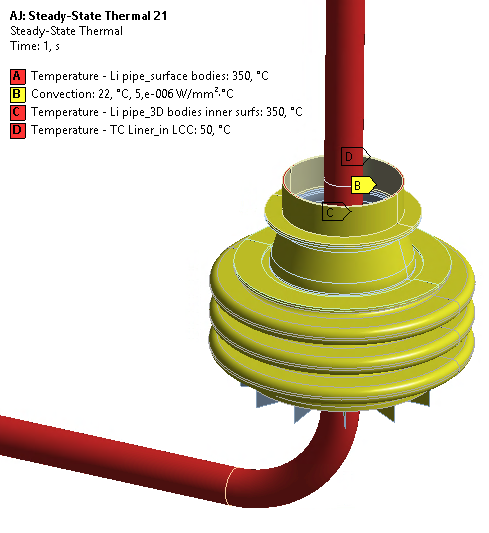 AJ: Steady-State Thermal 21
Steady-State Thermal
Time: 1, s
A Temperature - Li pipe_surface bodies: 350, °C
B Convection: 22, °C, 5,e-006 W/mm²·°C
C Temperature - Li pipe_3D bodies inner surfs: 350, °C
D Temperature - TC Liner_in LCC: 50, °C
D
B
C